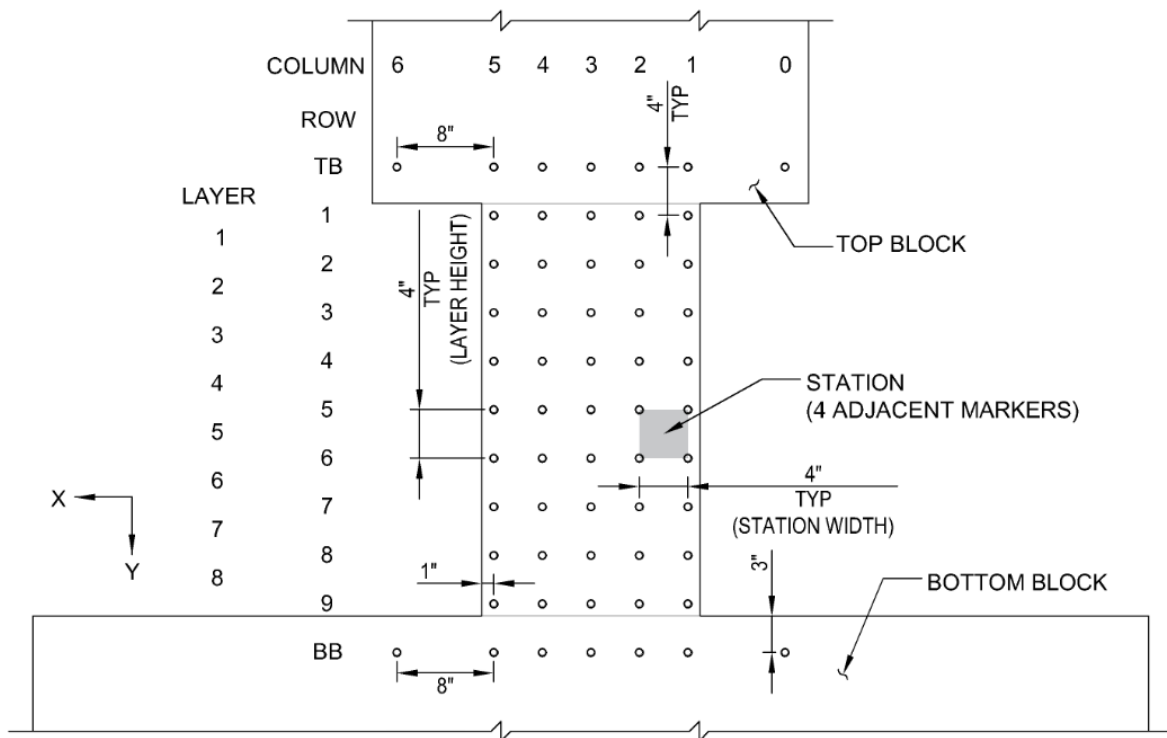 COLUMN 6 5 4 3 2 1 0
4"
TYP
ROW
8"
TB
LAYER
1
1
TOP BLOCK
2
2
4"
TYP
(LAYER HEIGHT)
3
3
4
4
STATION
(4 ADJACENT MARKERS)
5
5
6
6
4"
TYP
(STATION WIDTH)
X
Y
7
7
8
8
1"
3"
9
BOTTOM BLOCK
BB
8"